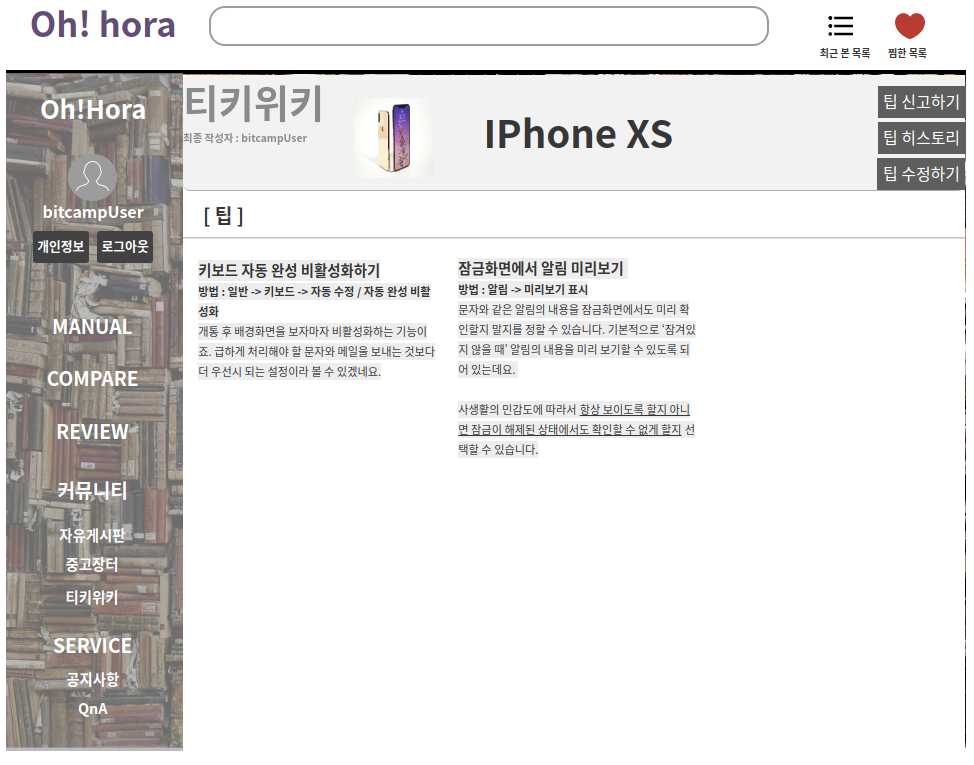 Oh! hora
최근 본 목록
찜한 목록
Oh!Hora
bitcampUser
개인정보
로그아웃
MANUAL
COMPARE
REVIEW
커뮤니티
자유게시판
중고장터
티키위키
SERVICE
공지사항
QnA
티키위키
최종 작성자 : bitcampUser
IPhone XS
팁 신고하기
팁 히스토리
팁 수정하기
[ 팁 ]
키보드 자동 완성 비활성화하기
방법 : 일반 -> 키보드 -> 자동 수정 / 자동 완성 비활
성화
개통 후 배경화면을 보자마자 비활성화하는 기능이
죠. 급하게 처리해야 할 문자와 메일을 보내는 것보다
더 우선시 되는 설정이라 볼 수 있겠네요.
잠금화면에서 알림 미리보기
방법 : 알림 -> 미리보기 표시
문자와 같은 알림의 내용을 잠금화면에서도 미리 확
인할지 말지를 정할 수 있습니다. 기본적으로 ‘잠겨있
지 않을 때’ 알림의 내용을 미리 보기할 수 있도록 되
어 있는데요.
사생활의 민감도에 따라서 항상 보이도록 할지 아니
면 잠금이 해제된 상태에서도 확인할 수 없게 할지 선
택할 수 있습니다.